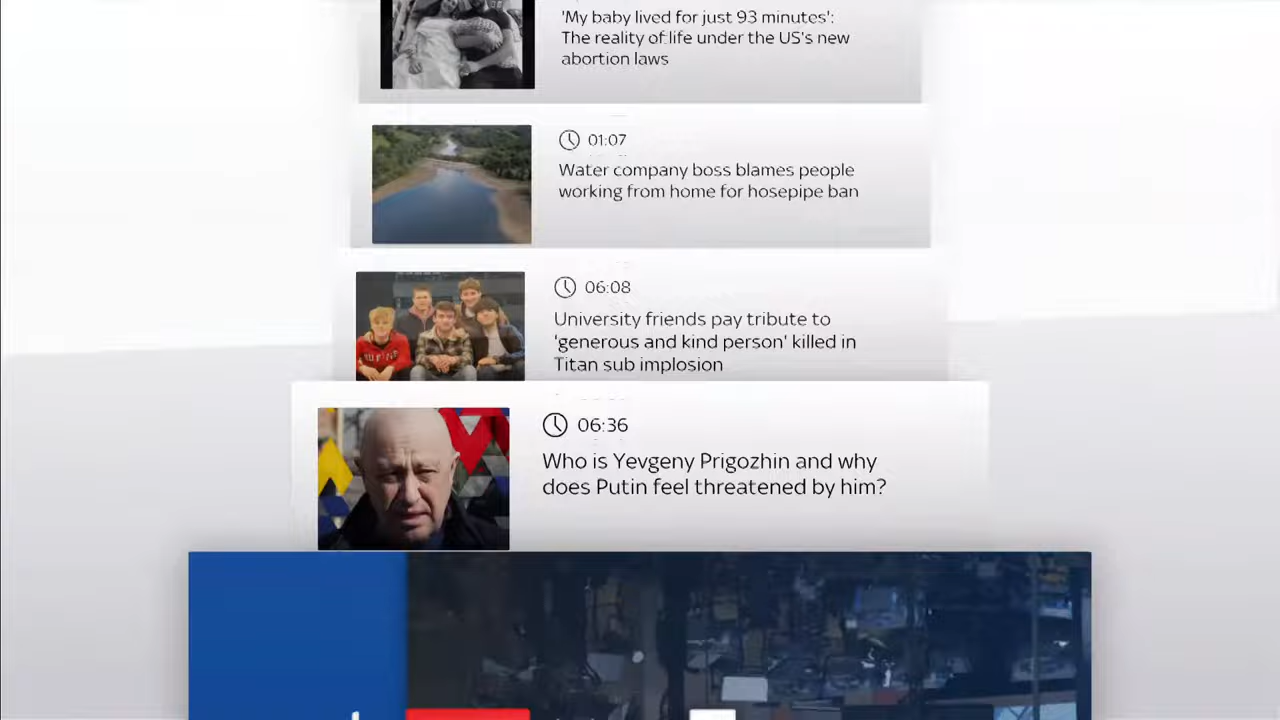 'My baby lived for just 93 minutes':
The reality of life under the US's new
abortion laws
01:07
Water company boss blames people
working from home for hosepipe ban
06:08
University friends pay tribute to
'generous and kind person' killed in
Titan sub implosion
06:36
Who is Yevgeny Prigozhin and why
does Putin feel threatened by him?